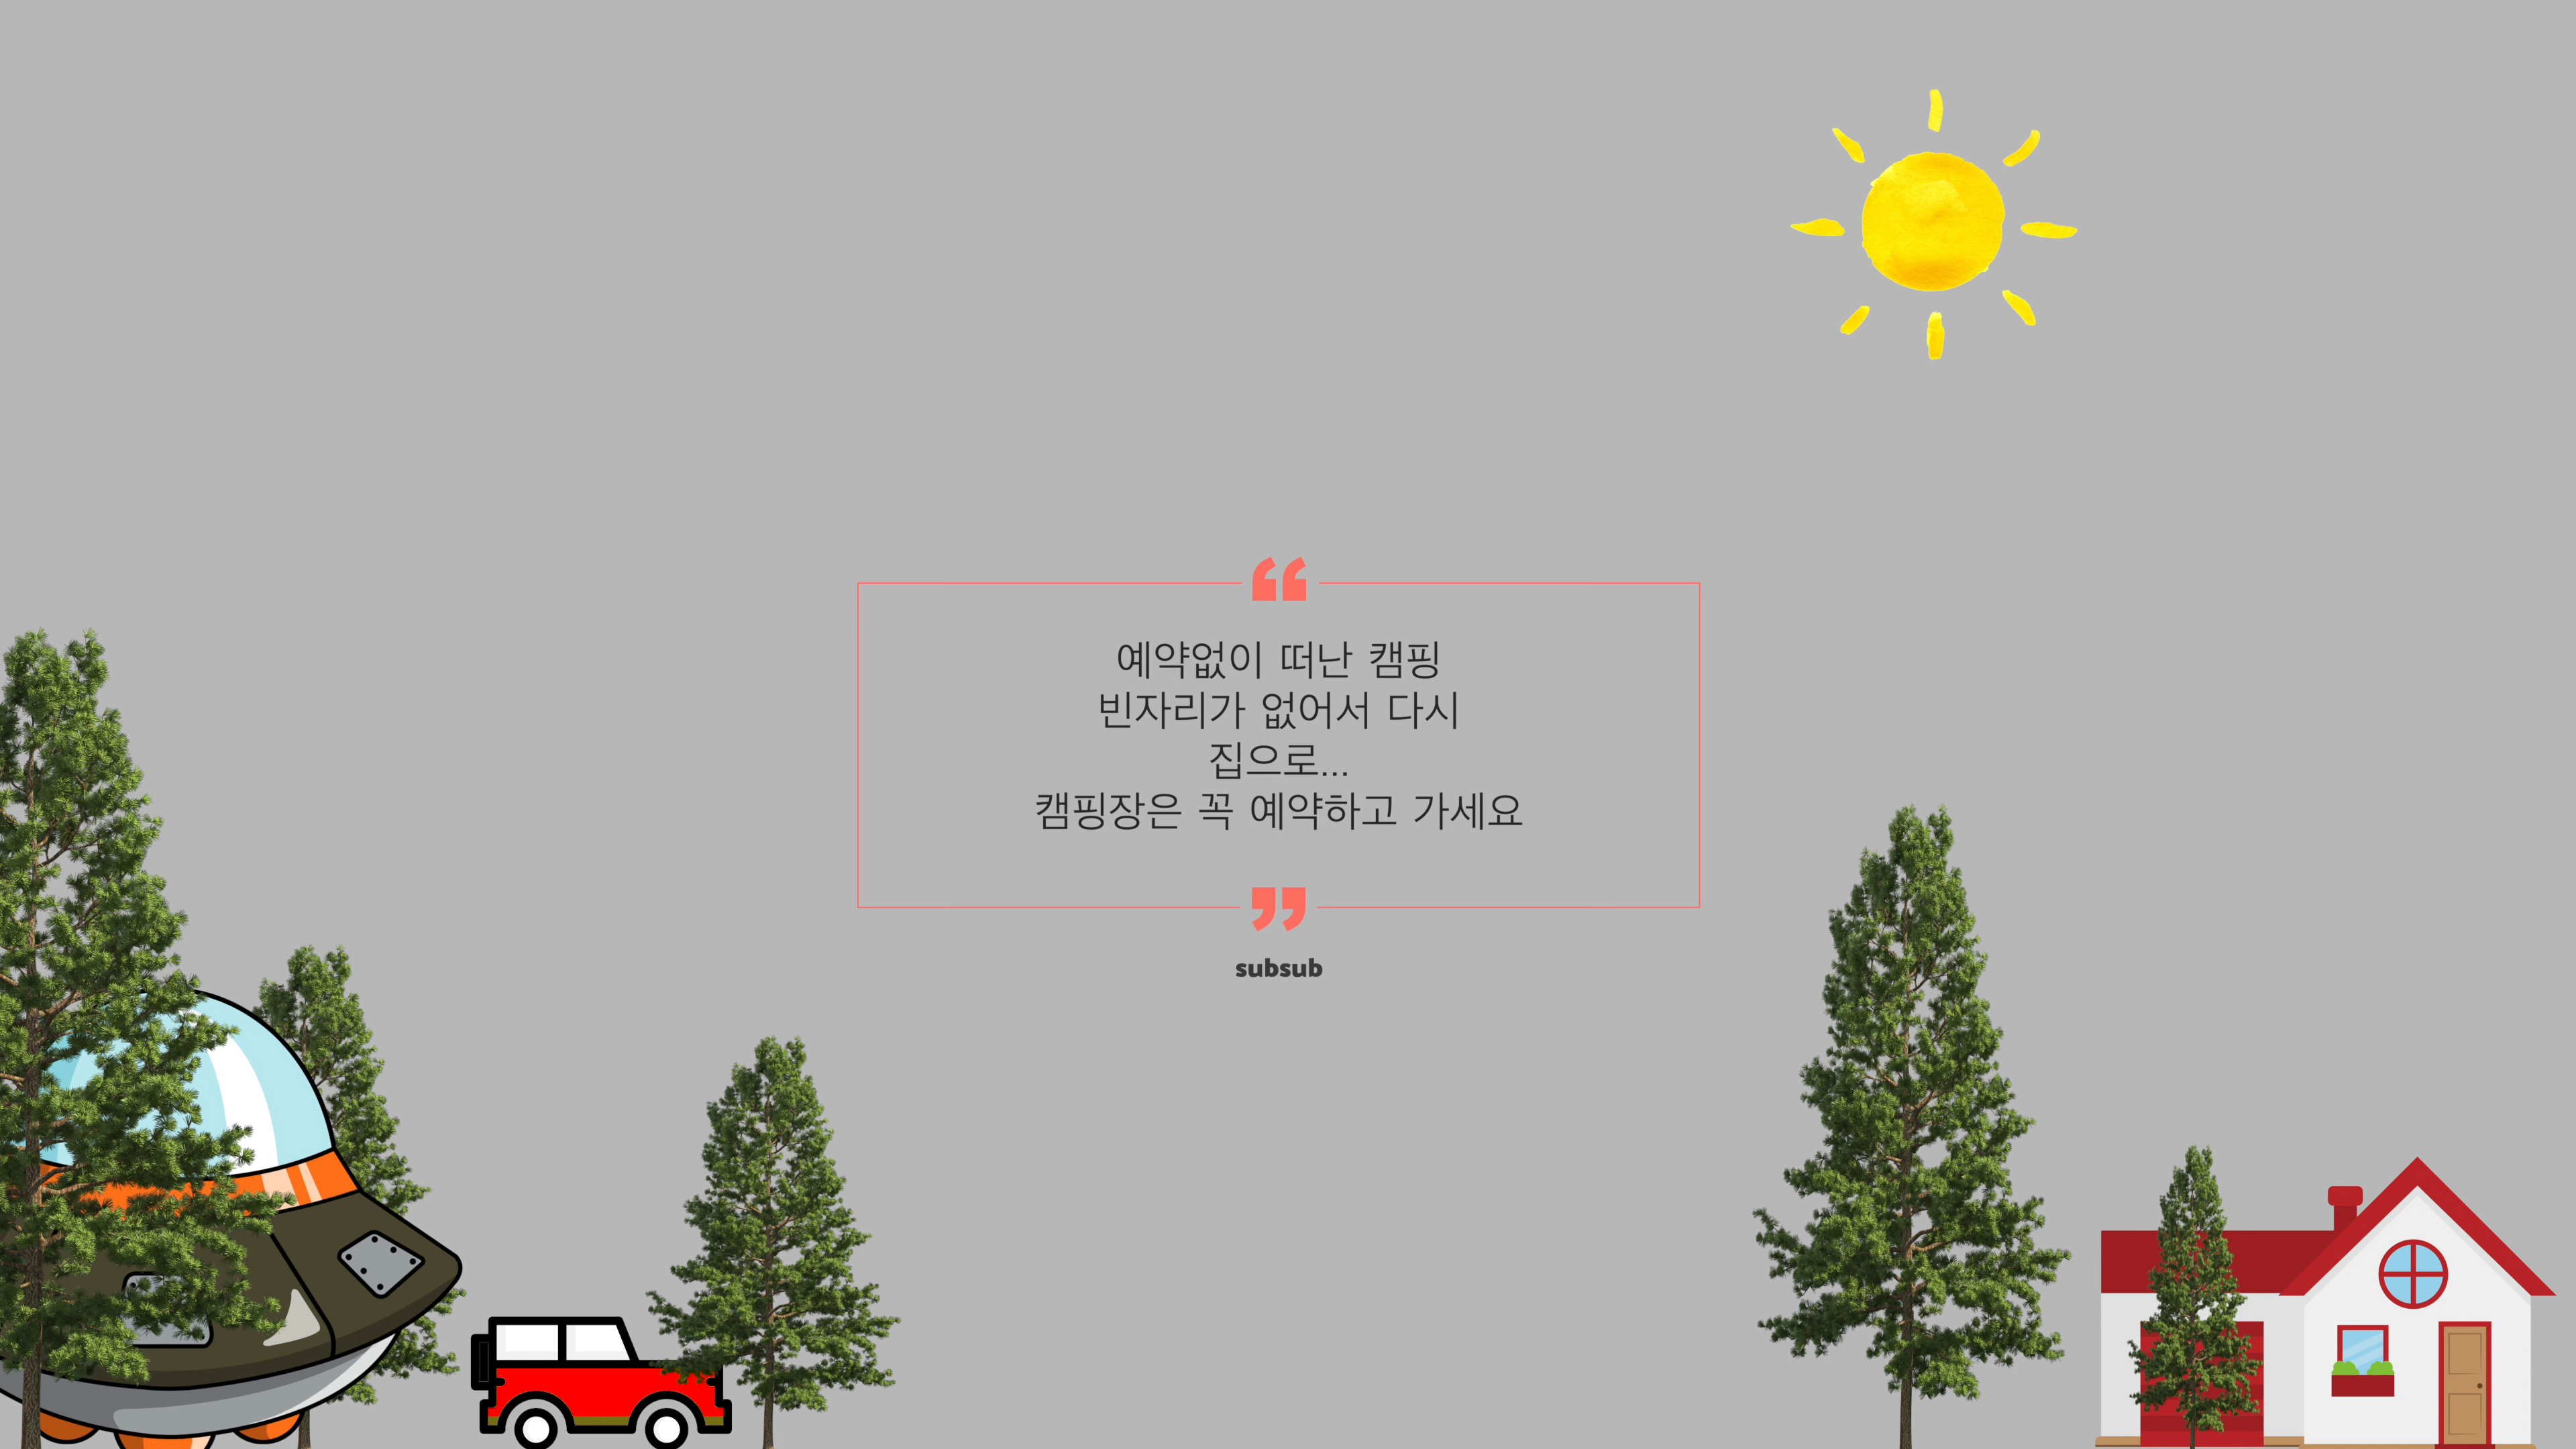 예약없이 떠난 캠핑
빈자리가 없어서 다시
집으로...
캠핑장은 꼭 예약하고 가세요
subsub